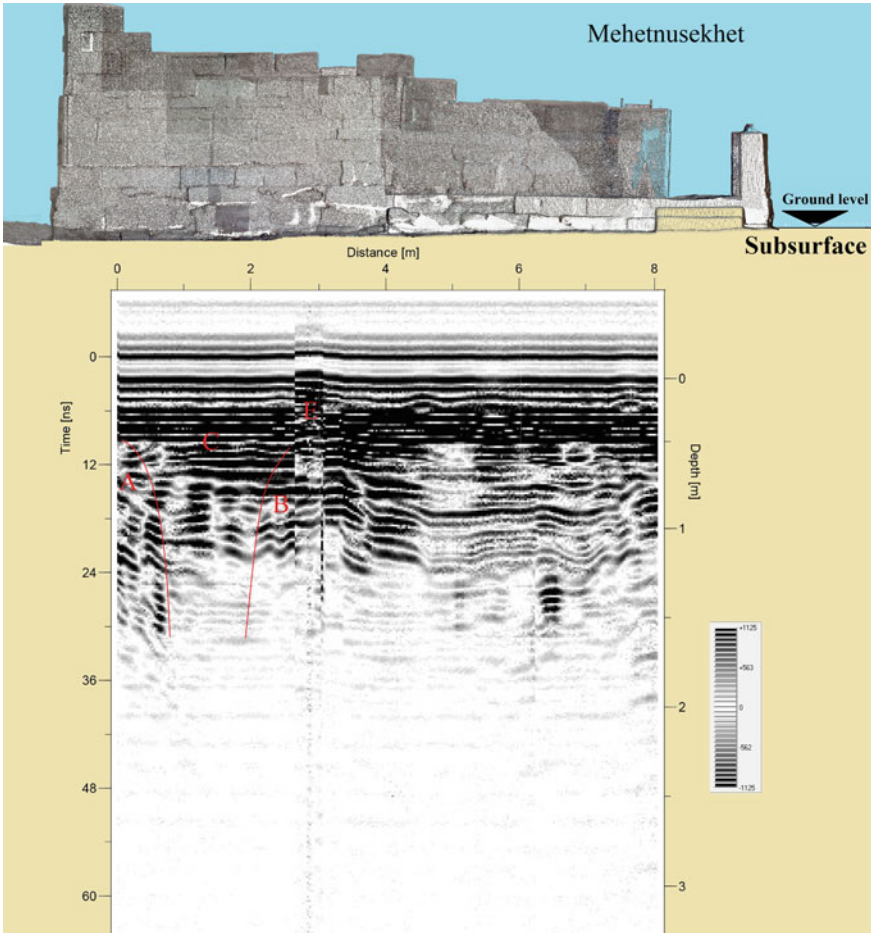 Mehetnusekhet
Ground level
Subsurface
Distance [m]
0 2 4 6 8
Time [ns]
0
12
24
36
48
60
Depth [m]
0
1
2
3
A
C
B
E
+1125
+563
0
-562
-1125